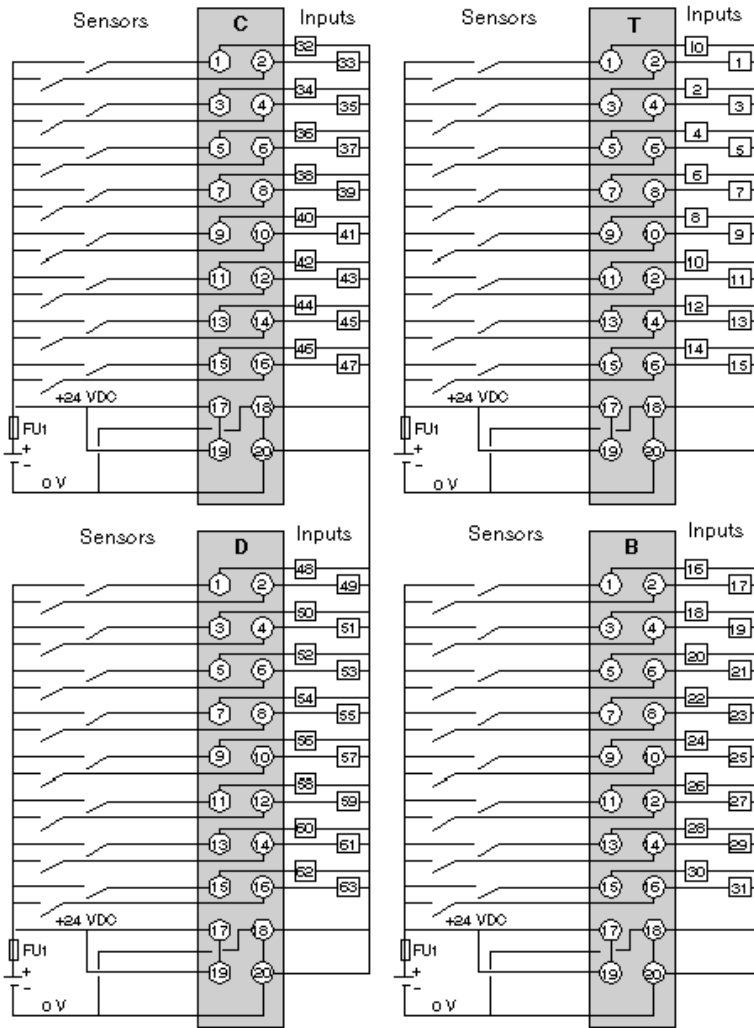 Sensors C Inputs
32
1 2 33
34
3 4 35
36
5 6 37
38
7 8 39
40
9 10 41
42
11 12 43
44
13 14 45
46
15 16 47
+24 VDC
17 18
FU1
+
19 20
-
0 V
Sensors T Inputs
I0
1 2 1
2
3 4 3
4
5 6 5
6
7 8 7
8
9 10 9
10
11 12 11
12
13 14 13
14
15 16 15
+24 VDC
17 18
FU1
+
19 20
-
0 V
Sensors D Inputs
48
1 2 49
50
3 4 51
52
5 6 53
54
7 8 55
56
9 10 57
58
11 12 59
60
13 14 61
62
15 16 63
+24 VDC
17 18
FU1
+
19 20
-
0 V
Sensors B Inputs
16
1 2 17
18
3 4 19
20
5 6 21
22
7 8 23
24
9 10 25
26
11 12 27
28
13 14 29
30
15 16 31
+24 VDC
17 18
FU1
+
19 20
-
0 V